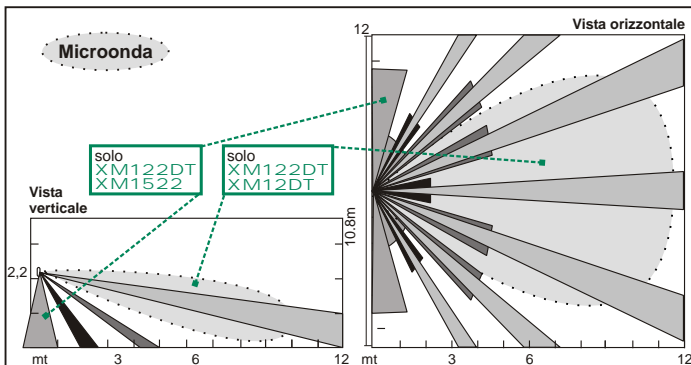 Vista orizzontale
Microonda
12
solo
XM122DT
XM1522
solo
XM122DT
XM12DT
Vista
verticale
2,2
10.8m
mt 3 6 12
mt 3 6 12